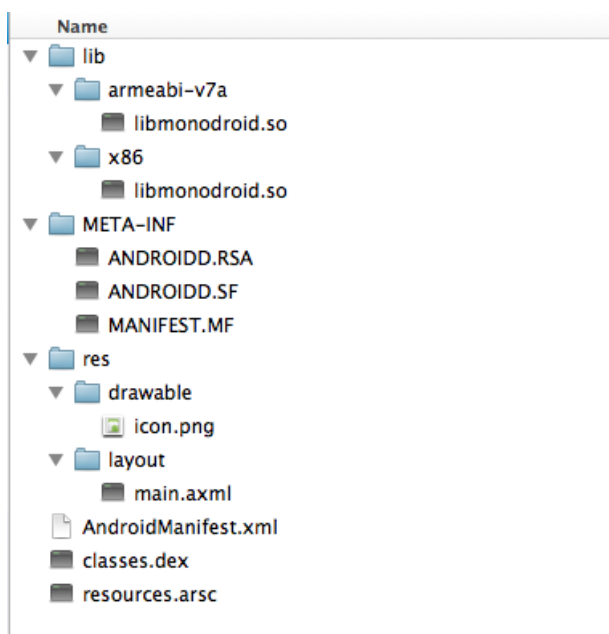 Name
lib
armeabi-v7a
libmonodroid.so
x86
libmonodroid.so
META-INF
ANDROIDD.RSA
ANDROIDD.SF
MANIFEST.MF
res
drawable
icon.png
layout
main.axml
AndroidManifest.xml
classes.dex
resources.arsc